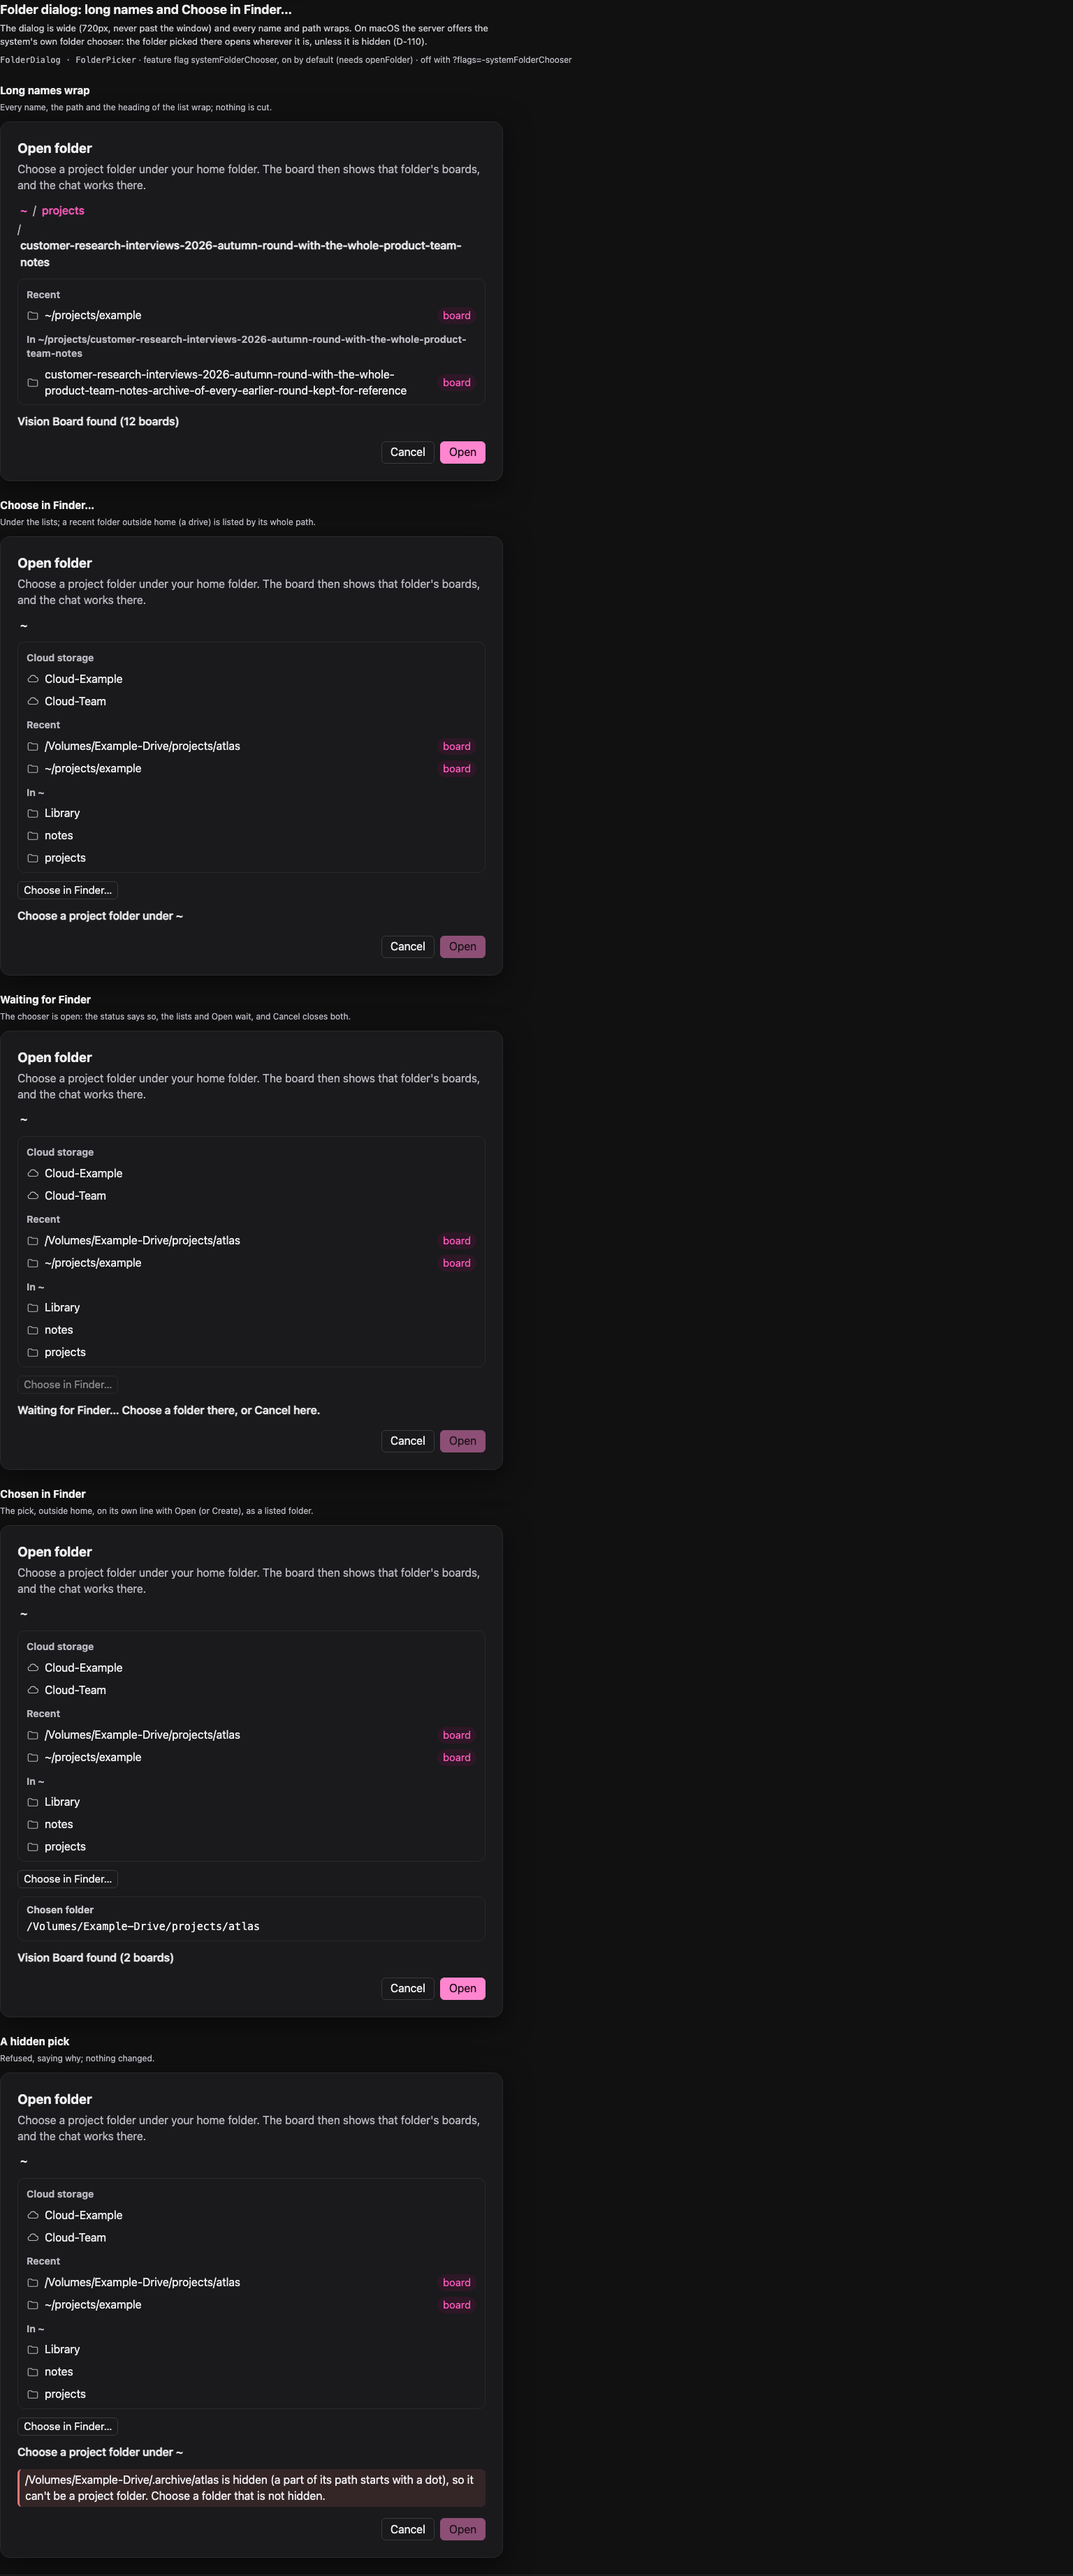 Folder dialog: long names and Choose in Finder...
The dialog is wide (720px, never past the window) and every name and path wraps. On macOS the server offers the
system's own folder chooser: the folder picked there opens wherever it is, unless it is hidden (D-110).
FolderDialog · FolderPicker · feature flag systemFolderChooser, on by default (needs openFolder) · off with ?flags=-systemFolderChooser
Long names wrap
Every name, the path and the heading of the list wrap; nothing is cut.
Open folder
Choose a project folder under your home folder. The board then shows that folder's boards,
and the chat works there.
~ / projects
/
customer-research-interviews-2026-autumn-round-with-the-whole-product-team-
notes
Recent
~/projects/example board
In ~/projects/customer-research-interviews-2026-autumn-round-with-the-whole-product-
team-notes
customer-research-interviews-2026-autumn-round-with-the-whole-
product-team-notes-archive-of-every-earlier-round-kept-for-reference board
Vision Board found (12 boards)
Cancel Open
Choose in Finder...
Under the lists; a recent folder outside home (a drive) is listed by its whole path.
Open folder
Choose a project folder under your home folder. The board then shows that folder's boards,
and the chat works there.
~
Cloud storage
Cloud-Example
Cloud-Team
Recent
/Volumes/Example-Drive/projects/atlas board
~/projects/example board
In ~
Library
notes
projects
Choose in Finder...
Choose a project folder under ~
Cancel Open
Waiting for Finder
The chooser is open: the status says so, the lists and Open wait, and Cancel closes both.
Open folder
Choose a project folder under your home folder. The board then shows that folder's boards,
and the chat works there.
~
Cloud storage
Cloud-Example
Cloud-Team
Recent
/Volumes/Example-Drive/projects/atlas board
~/projects/example board
In ~
Library
notes
projects
Choose in Finder...
Waiting for Finder... Choose a folder there, or Cancel here.
Cancel Open
Chosen in Finder
The pick, outside home, on its own line with Open (or Create), as a listed folder.
Open folder
Choose a project folder under your home folder. The board then shows that folder's boards,
and the chat works there.
~
Cloud storage
Cloud-Example
Cloud-Team
Recent
/Volumes/Example-Drive/projects/atlas board
~/projects/example board
In ~
Library
notes
projects
Choose in Finder...
Chosen folder
/Volumes/Example-Drive/projects/atlas
Vision Board found (2 boards)
Cancel Open
A hidden pick
Refused, saying why; nothing changed.
Open folder
Choose a project folder under your home folder. The board then shows that folder's boards,
and the chat works there.
~
Cloud storage
Cloud-Example
Cloud-Team
Recent
/Volumes/Example-Drive/projects/atlas board
~/projects/example board
In ~
Library
notes
projects
Choose in Finder...
Choose a project folder under ~
/Volumes/Example-Drive/.archive/atlas is hidden (a part of its path starts with a dot), so it
can't be a project folder. Choose a folder that is not hidden.
Cancel Open